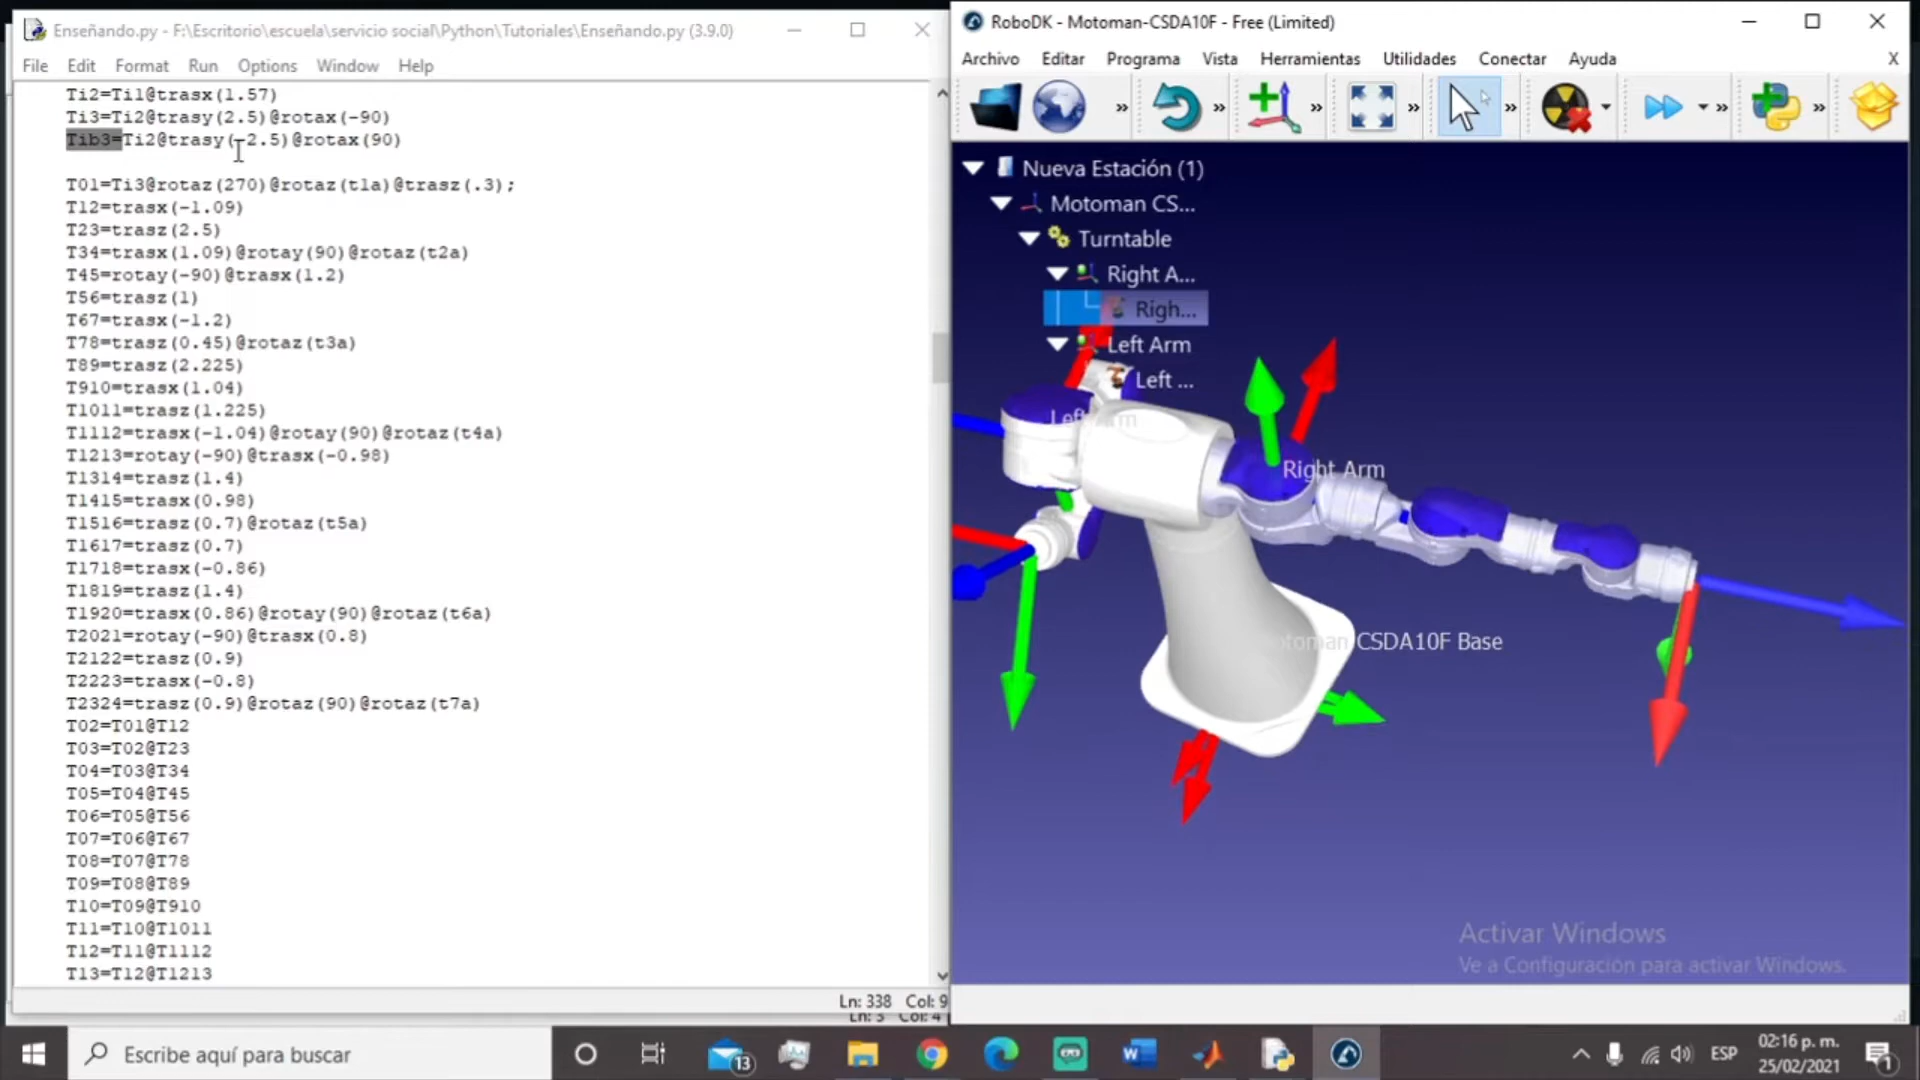 Enseñando.py - F:\Escritorio\escuela\servicio social\Python\Tutoriales\Enseñando.py (3.9.0)
File Edit Format Run Options Window Help
Ti2=Ti1@trasx(1.57)
Ti3=Ti2@trasy(2.5)@rotax(-90)
Tib3=Ti2@trasy(-2.5)@rotax(90)
T01=Ti3@rotaz(270)@rotaz(t1a)@trasz(.3);
T12=trasx(-1.09)
T23=trasz(2.5)
T34=trasx(1.09)@rotay(90)@rotaz(t2a)
T45=rotay(-90)@trasx(1.2)
T56=trasz(1)
T67=trasx(-1.2)
T78=trasz(0.45)@rotaz(t3a)
T89=trasz(2.225)
T910=trasx(1.04)
T1011=trasz(1.225)
T1112=trasx(-1.04)@rotay(90)@rotaz(t4a)
T1213=rotay(-90)@trasx(-0.98)
T1314=trasz(1.4)
T1415=trasx(0.98)
T1516=trasz(0.7)@rotaz(t5a)
T1617=trasz(0.7)
T1718=trasx(-0.86)
T1819=trasz(1.4)
T1920=trasx(0.86)@rotay(90)@rotaz(t6a)
T2021=rotay(-90)@trasx(0.8)
T2122=trasz(0.9)
T2223=trasx(-0.8)
T2324=trasz(0.9)@rotaz(90)@rotaz(t7a)
T02=T01@T12
T03=T02@T23
T04=T03@T34
T05=T04@T45
T06=T05@T56
T07=T06@T67
T08=T07@T78
T09=T08@T89
T10=T09@T910
T11=T10@T1011
T12=T11@T1112
T13=T12@T1213
Ln: 338 Col: 9
Ln: 5 Col: 4
RoboDK - Motoman-CSDA10F - Free (Limited)
Archivo Editar Programa Vista Herramientas Utilidades Conectar Ayuda X
Nueva Estación (1)
Motoman CS...
Turntable
Right A...
Righ...
Left Arm
Left ...
Left Arm
Right Arm
Motoman CSDA10F Base
Activar Windows
Ve a Configuración para activar Windows.
Escribe aquí para buscar
13
ESP
02:16 p. m.
25/02/2021
1